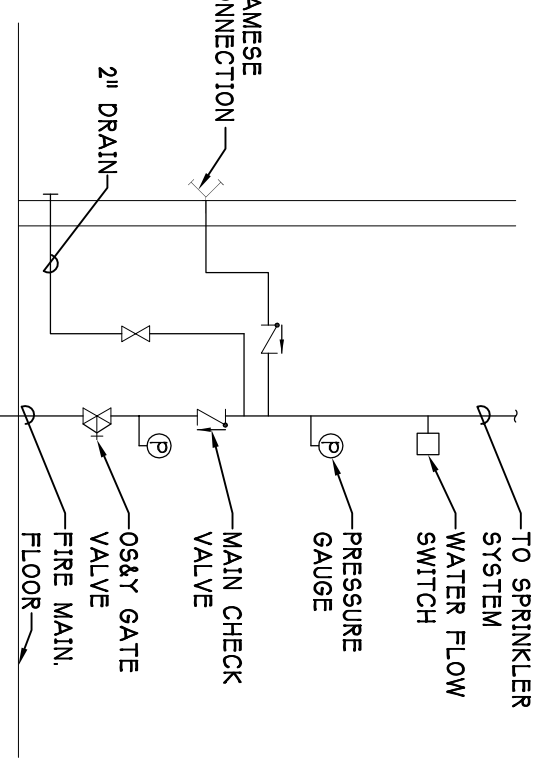 AMESE
ONNECTION
2" DRAIN
TO SPRINKLER
SYSTEM
WATER FLOW
SWITCH
P
PRESSURE
GAUGE
MAIN CHECK
VALVE
P
OS&Y GATE
VALVE
FIRE MAIN.
FLOOR